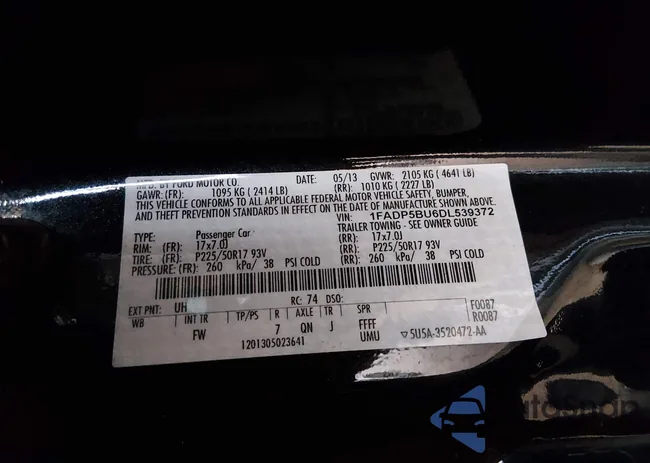 MFD. BY FORD MOTOR CO. DATE: 05/13 GVWR: 2105 KG (4641 LB)
GAWR: (FR): 1095 KG (2414 LB) (RR): 1010 KG (2227 LB)
THIS VEHICLE CONFORMS TO ALL APPLICABLE FEDERAL MOTOR VEHICLE SAFETY, BUMPER,
AND THEFT PREVENTION STANDARDS IN EFFECT ON THE DATE OF MANUFACTURE SHOWN ABOVE.
VIN: 1FADP5BU6DL539372
TYPE: Passenger Car TRAILER TOWING - SEE OWNER GUIDE
RIM: (FR): 17x7.0J (RR): 17x7.0J
TIRE: (FR): P225/50R17 93V (RR): P225/50R17 93V
PRESSURE: (FR): 260 kPa/ 38 PSI COLD (RR): 260 kPa/ 38 PSI COLD
RC: 74 DSO: F0087
EXT PNT: UH R0087
WB INT TR TP/PS R AXLE TR SPR
FW 7 QN J FFFF
UMU ▽5U5A-3520472-AA
1201305023641
AutoSnap